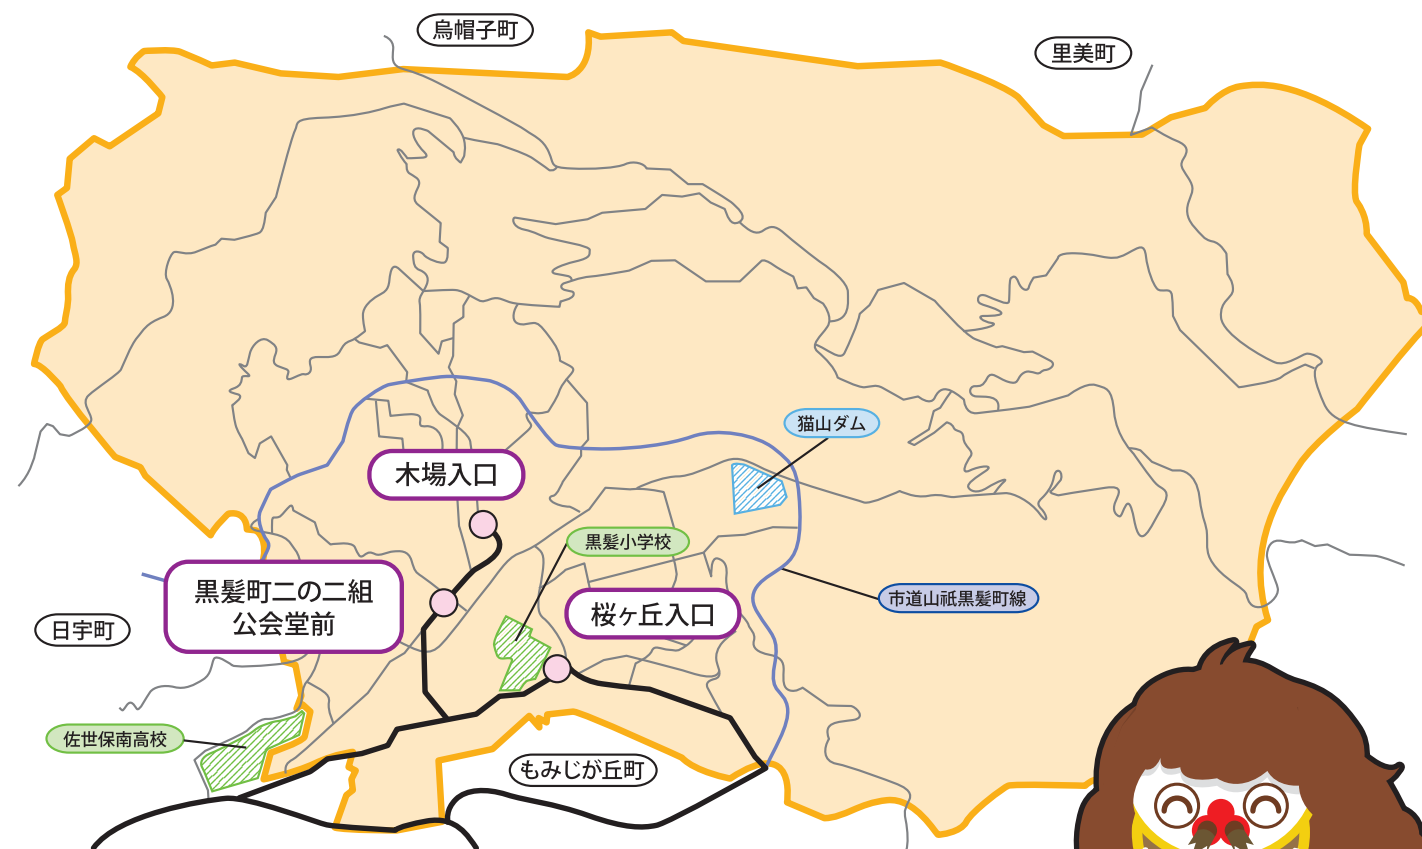 烏帽子町
里美町
猫山ダム
木場入口
黒髪小学校
黒髪町二の二組
公会堂前
桜ヶ丘入口
市道山祇黒髪町線
日宇町
佐世保南高校
もみじが丘町